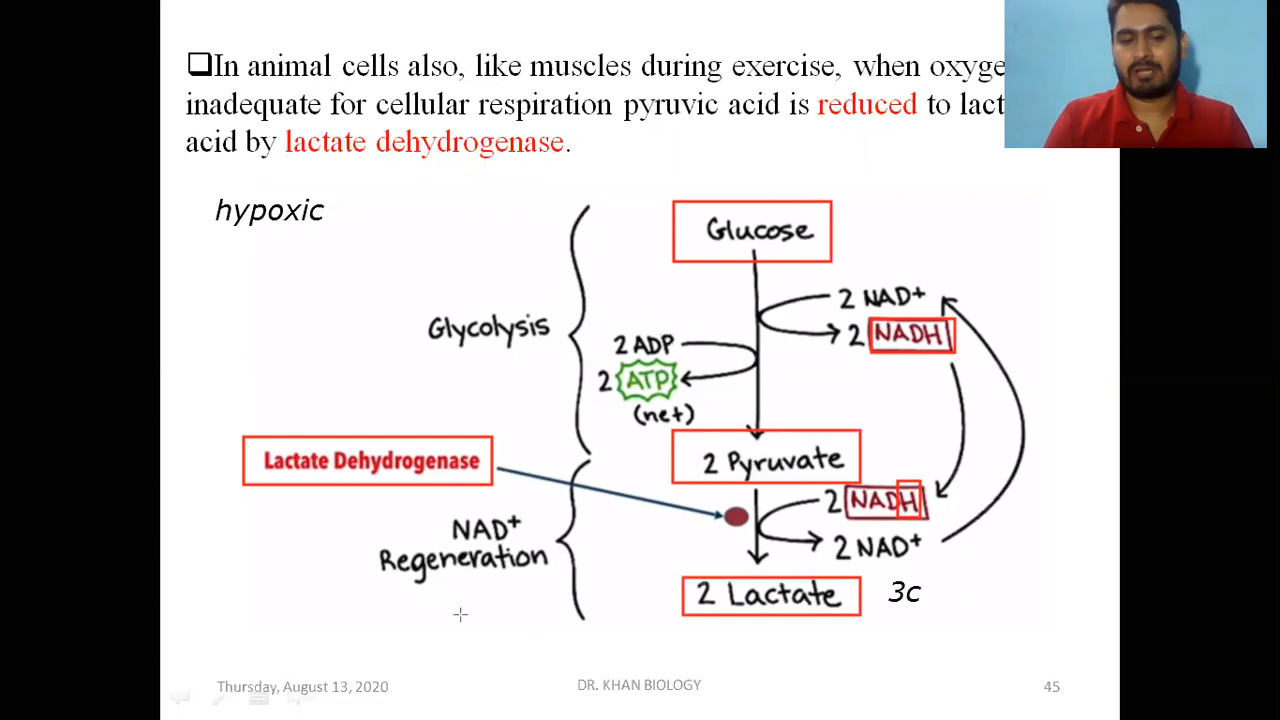 ❑In animal cells also, like muscles during exercise, when oxyge
inadequate for cellular respiration pyruvic acid is reduced to lact
acid by lactate dehydrogenase.
hypoxic
Glucose
2 NAD+
Glycolysis
2 NADH
2 ADP
2 ATP
(net)
Lactate Dehydrogenase
2 Pyruvate
2 NADH
NAD+
Regeneration
2 NAD+
2 Lactate
3c
Thursday, August 13, 2020
DR. KHAN BIOLOGY
45